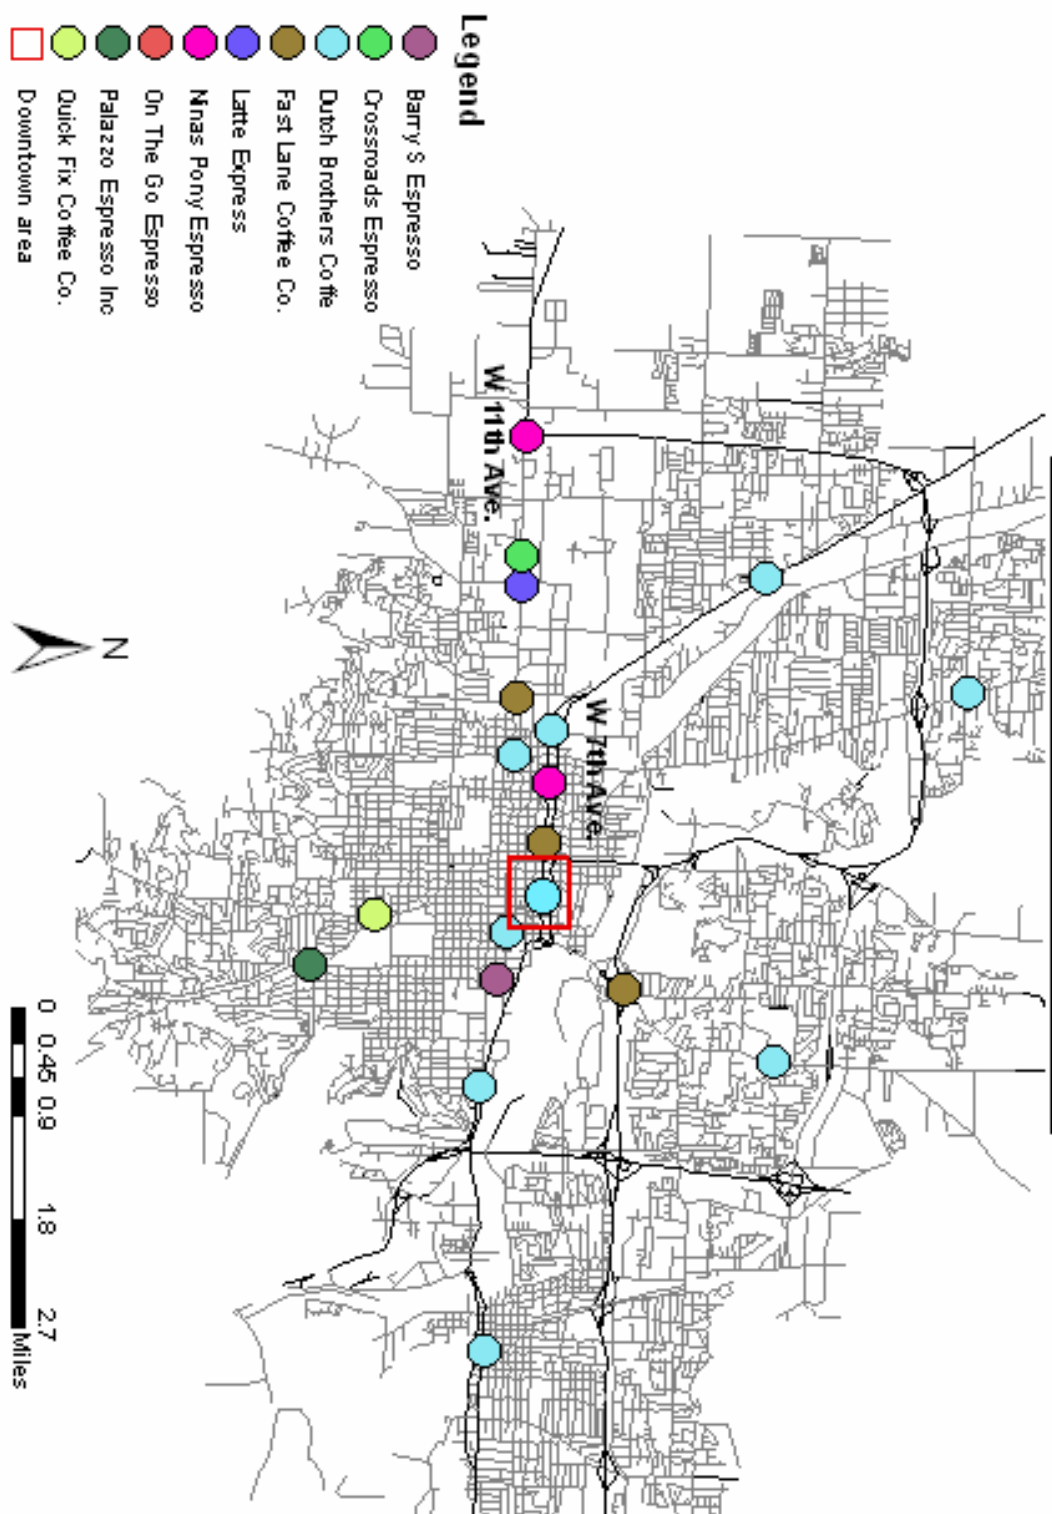 Legend
Barry S Espresso
Crossroads Espresso
Dutch Brothers Coffe
Fast Lane Coffee Co.
Latte Express
Ninas Pony Espresso
On The Go Espresso
Palazzo Espresso Inc
Quick Fix Coffee Co.
Downtown area
W 11th Ave.
W 7th Ave.
N
0 0.45 0.9 1.8 2.7
Miles